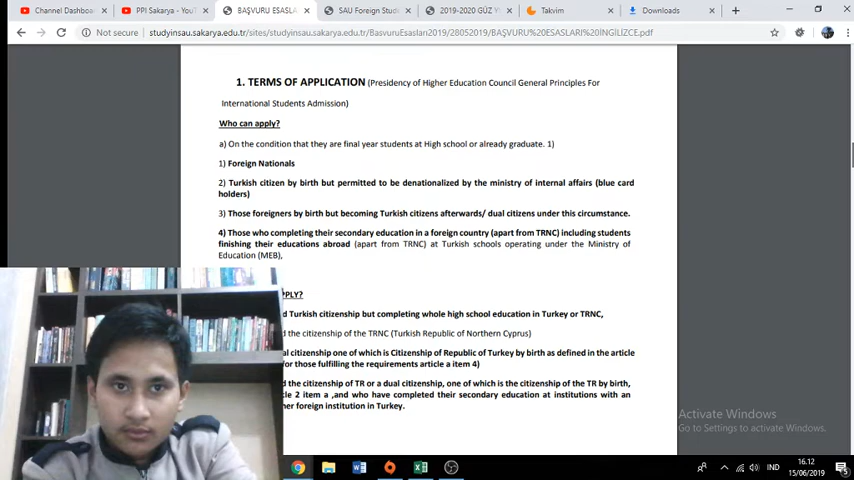 Channel Dashboa
PPI Sakarya - YouT
BAŞVURU ESASLA
SAU Foreign Stude
2019-2020 GÜZ Y
Takvim
Downloads
Not secure | studyinsau.sakarya.edu.tr/sites/studyinsau.sakarya.edu.tr/BasvuruEsaslari2019/28052019/BAŞVURU%20ESASLARI%20İNGİLİZCE.pdf
1. TERMS OF APPLICATION (Presidency of Higher Education Council General Principles For
International Students Admission)
Who can apply?
a) On the condition that they are final year students at High school or already graduate. 1)
1) Foreign Nationals
2) Turkish citizen by birth but permitted to be denationalized by the ministry of internal affairs (blue card
holders)
3) Those foreigners by birth but becoming Turkish citizens afterwards/ dual citizens under this circumstance.
4) Those who completing their secondary education in a foreign country (apart from TRNC) including students
finishing their educations abroad (apart from TRNC) at Turkish schools operating under the Ministry of
Education (MEB),
PPLY?
d Turkish citizenship but completing whole high school education in Turkey or TRNC,
d the citizenship of the TRNC (Turkish Republic of Northern Cyprus)
al citizenship one of which is Citizenship of Republic of Turkey by birth as defined in the article
for those fulfilling the requirements article a item 4)
d the citizenship of TR or a dual citizenship, one of which is the citizenship of the TR by birth,
cle 2 item a ,and who have completed their secondary education at institutions with an
her foreign institution in Turkey.
Activate Windows
Go to Settings to activate Windows.
IND
16.12
15/06/2019